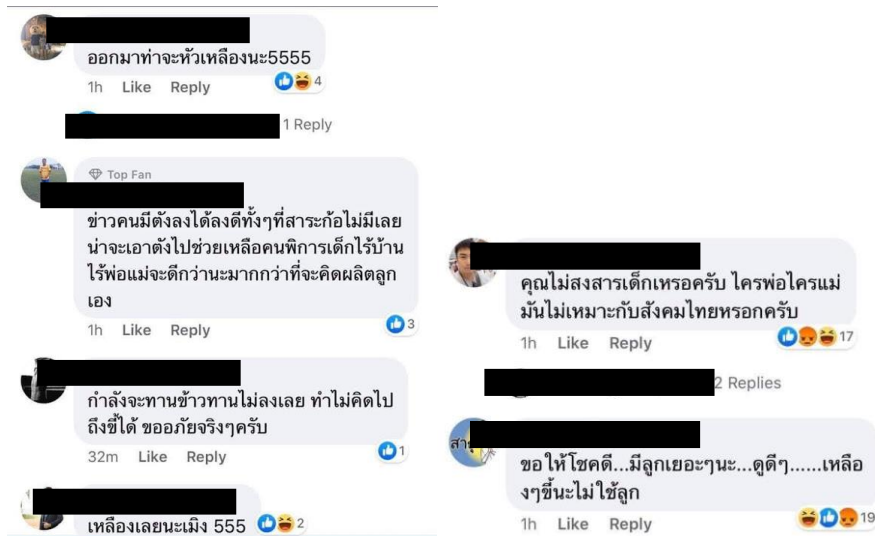 ออกมาท่าจะหัวเหลืองนะ5555
1h Like Reply 4
1 Reply
Top Fan
ข่าวคนมีตังลงได้ลงดีทั้งๆที่สาระก้อไม่มีเลย
น่าจะเอาตังไปช่วยเหลือคนพิการเด็กไร้บ้าน
ไร้พ่อแม่จะดีกว่านะมากกว่าที่จะคิดผลิตลูก
เอง
1h Like Reply 3
กำลังจะทานข้าวทานไม่ลงเลย ทำไม่คิดไป
ถึงขี้ได้ ขออภัยจริงๆครับ
32m Like Reply 1
เหลืองเลยนะเมิง 555 2
คุณไม่สงสารเด็กเหรอครับ ใครพ่อใครแม่
มันไม่เหมาะกับสังคมไทยหรอกครับ
1h Like Reply 17
2 Replies
ขอให้โชคดี...มีลูกเยอะๆนะ...ดูดีๆ......เหลือ
งๆขี้นะไม่ใช้ลูก
1h Like Reply 19